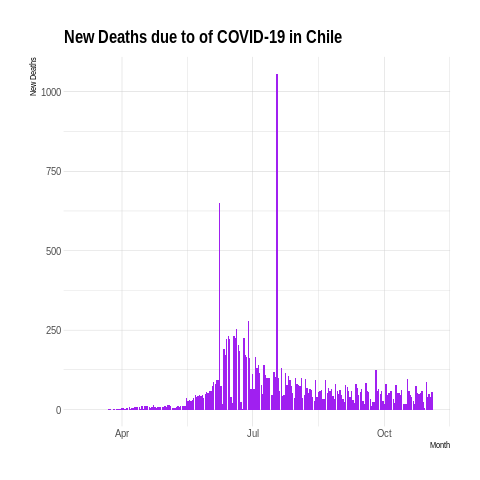 New Deaths due to of COVID-19 in Chile
New Deaths
1000
750
500
250
0
Apr Jul Oct
Month